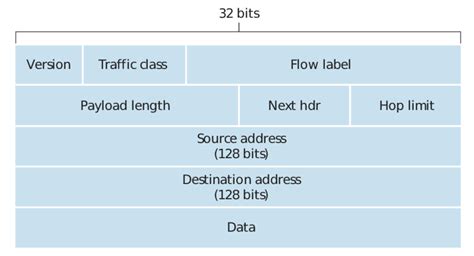 32 bits
Version Traffic class Flow label
Payload length Next hdr Hop limit
Source address
(128 bits)
Destination address
(128 bits)
Data